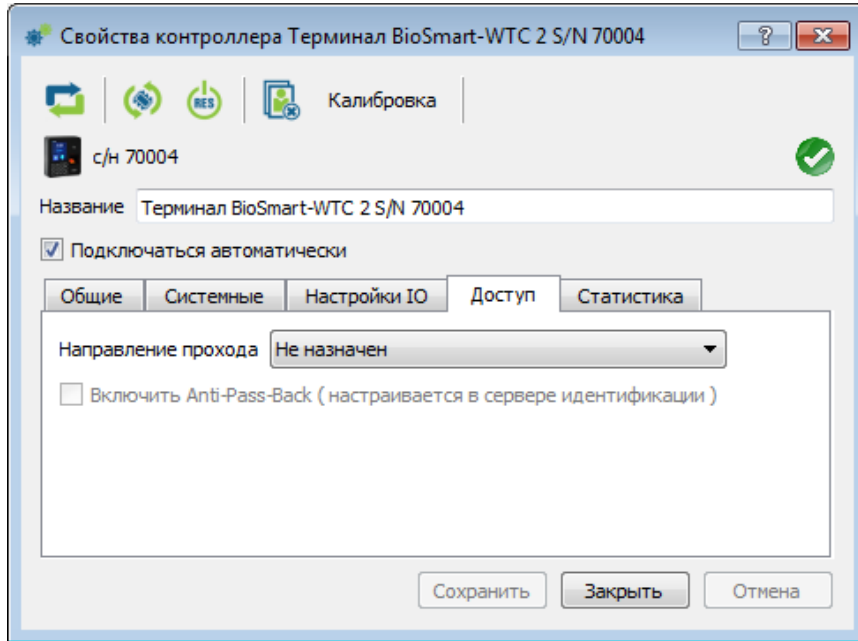 Свойства контроллера Терминал BioSmart-WTC 2 S/N 70004
RES Калибровка
с/н 70004
Название Терминал BioSmart-WTC 2 S/N 70004
Подключаться автоматически
Общие Системные Настройки IO Доступ Статистика
Направление прохода Не назначен
Включить Anti-Pass-Back ( настраивается в сервере идентификации )
Сохранить Закрыть Отмена